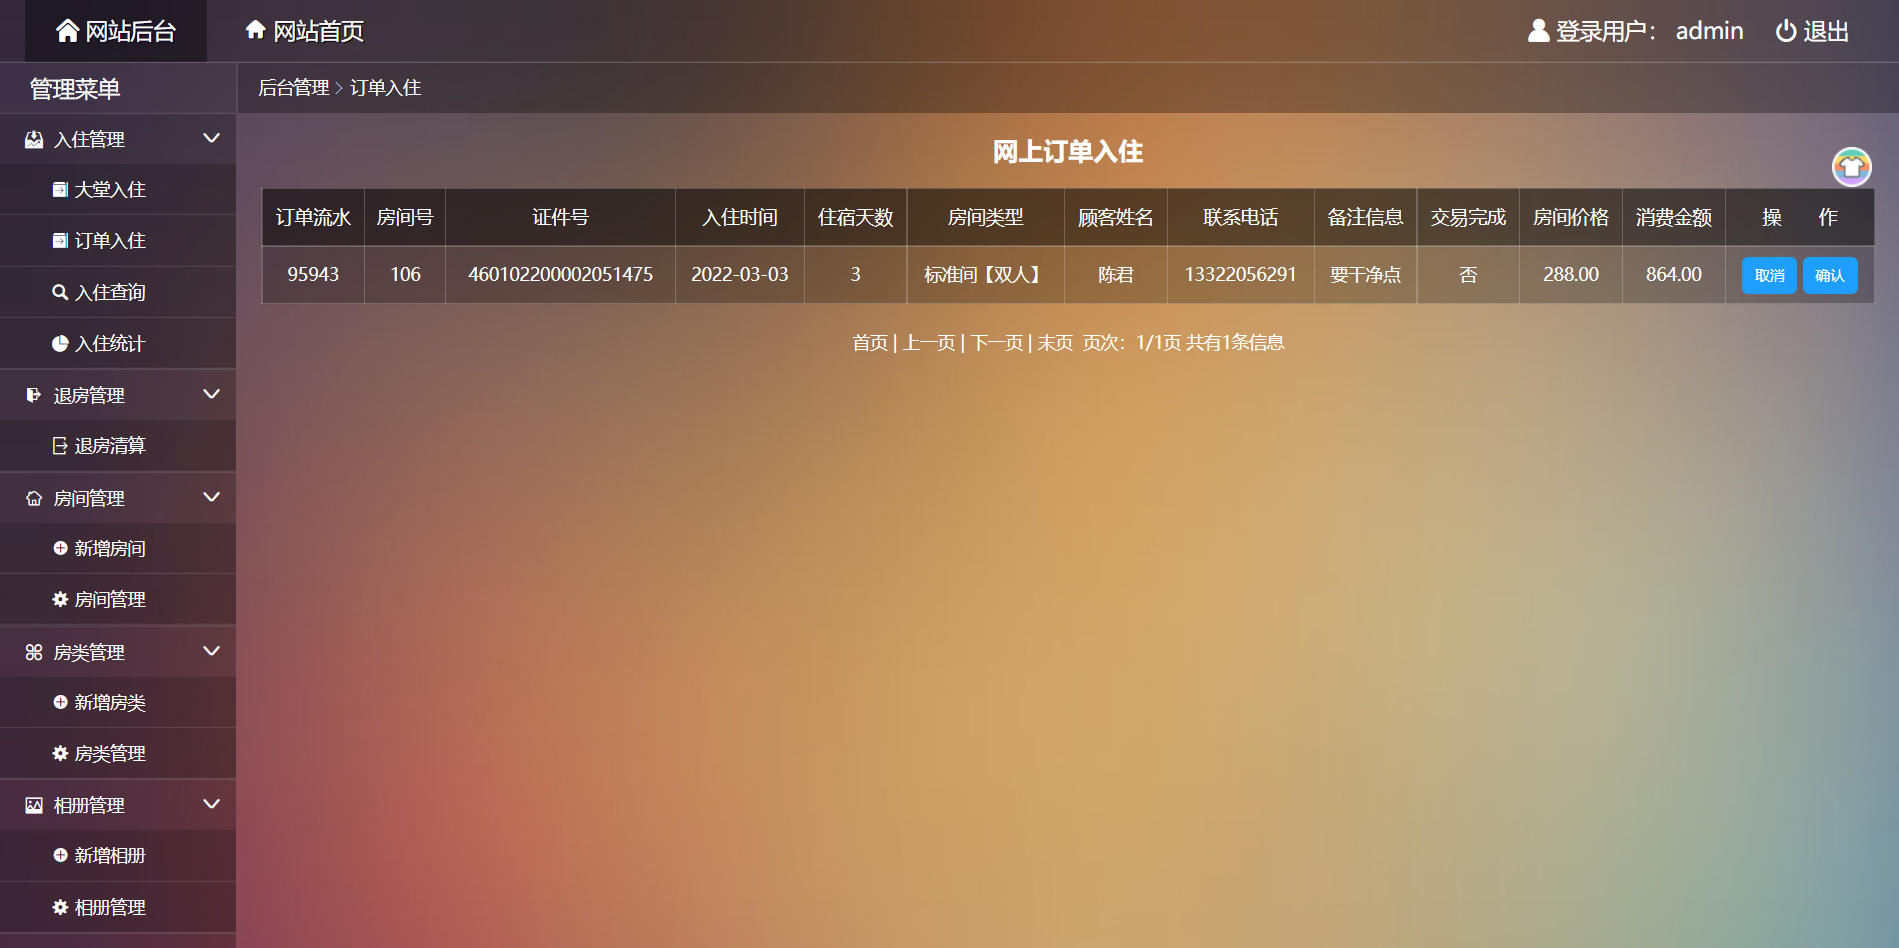 网站后台 网站首页 登录用户： admin 退出
管理菜单
后台管理 > 订单入住
入住管理
大堂入住
订单入住
入住查询
入住统计
退房管理
退房清算
房间管理
新增房间
房间管理
房类管理
新增房类
房类管理
相册管理
新增相册
相册管理
网上订单入住
订单流水 房间号 证件号 入住时间 住宿天数 房间类型 顾客姓名 联系电话 备注信息 交易完成 房间价格 消费金额 操 作
95943 106 460102200002051475 2022-03-03 3 标准间【双人】 陈君 13322056291 要干净点 否 288.00 864.00 取消 确认
首页 | 上一页 | 下一页 | 末页 页次：1/1页 共有1条信息